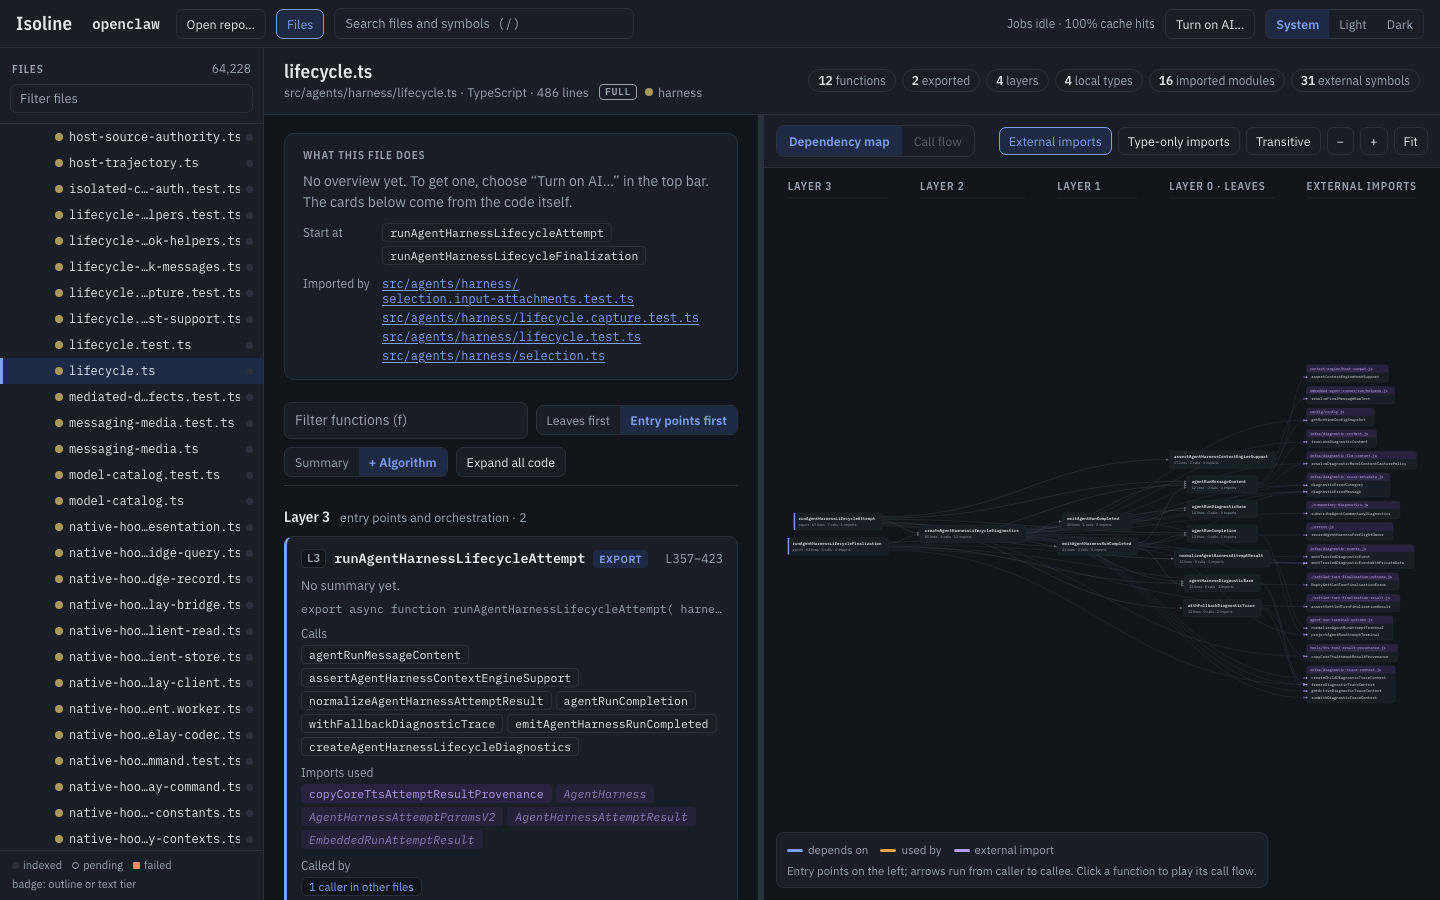 Isoline openclaw Open repo... Files Search files and symbols (/) Jobs idle · 100% cache hits Turn on AI... System Light Dark
FILES 64,228
Filter files
host-source-authority.ts
host-trajectory.ts
isolated-c…-auth.test.ts
lifecycle-…lpers.test.ts
lifecycle-…ok-helpers.ts
lifecycle-…k-messages.ts
lifecycle.…pture.test.ts
lifecycle.…st-support.ts
lifecycle.test.ts
lifecycle.ts
mediated-d…fects.test.ts
messaging-media.test.ts
messaging-media.ts
model-catalog.test.ts
model-catalog.ts
native-hoo…esentation.ts
native-hoo…idge-query.ts
native-hoo…dge-record.ts
native-hoo…lay-bridge.ts
native-hoo…lient-read.ts
native-hoo…ient-store.ts
native-hoo…lay-client.ts
native-hoo…ent.worker.ts
native-hoo…elay-codec.ts
native-hoo…mmand.test.ts
native-hoo…ay-command.ts
native-hoo…-constants.ts
native-hoo…y-contexts.ts
indexed pending failed
badge: outline or text tier
lifecycle.ts
src/agents/harness/lifecycle.ts · TypeScript · 486 lines FULL harness
12 functions 2 exported 4 layers 4 local types 16 imported modules 31 external symbols
WHAT THIS FILE DOES
No overview yet. To get one, choose “Turn on AI…” in the top bar.
The cards below come from the code itself.
Start at runAgentHarnessLifecycleAttempt
runAgentHarnessLifecycleFinalization
Imported by src/agents/harness/
selection.input-attachments.test.ts
src/agents/harness/lifecycle.capture.test.ts
src/agents/harness/lifecycle.test.ts
src/agents/harness/selection.ts
Filter functions (f) Leaves first Entry points first
Summary + Algorithm Expand all code
Layer 3 entry points and orchestration · 2
L3 runAgentHarnessLifecycleAttempt EXPORT L357–423
No summary yet.
export async function runAgentHarnessLifecycleAttempt( harne…
Calls
agentRunMessageContent
assertAgentHarnessContextEngineSupport
normalizeAgentHarnessAttemptResult agentRunCompletion
withFallbackDiagnosticTrace emitAgentHarnessRunCompleted
createAgentHarnessLifecycleDiagnostics
Imports used
copyCoreTtsAttemptResultProvenance AgentHarness
AgentHarnessAttemptParamsV2 AgentHarnessAttemptResult
EmbeddedRunAttemptResult
Called by
1 caller in other files
Dependency map Call flow External imports Type-only imports Transitive − + Fit
LAYER 3 LAYER 2 LAYER 1 LAYER 0 · LEAVES EXTERNAL IMPORTS
runAgentHarnessLifecycleAttempt
runAgentHarnessLifecycleFinalization
createAgentHarnessLifecycleDiagnostics
emitAgentRunCompleted
emitAgentHarnessRunCompleted
assertAgentHarnessContextEngineSupport
agentRunMessageContent
agentRunDiagnosticBase
agentRunCompletion
normalizeAgentHarnessAttemptResult
agentHarnessDiagnosticBase
withFallbackDiagnosticTrace
depends on used by external import
Entry points on the left; arrows run from caller to callee. Click a function to play its call flow.